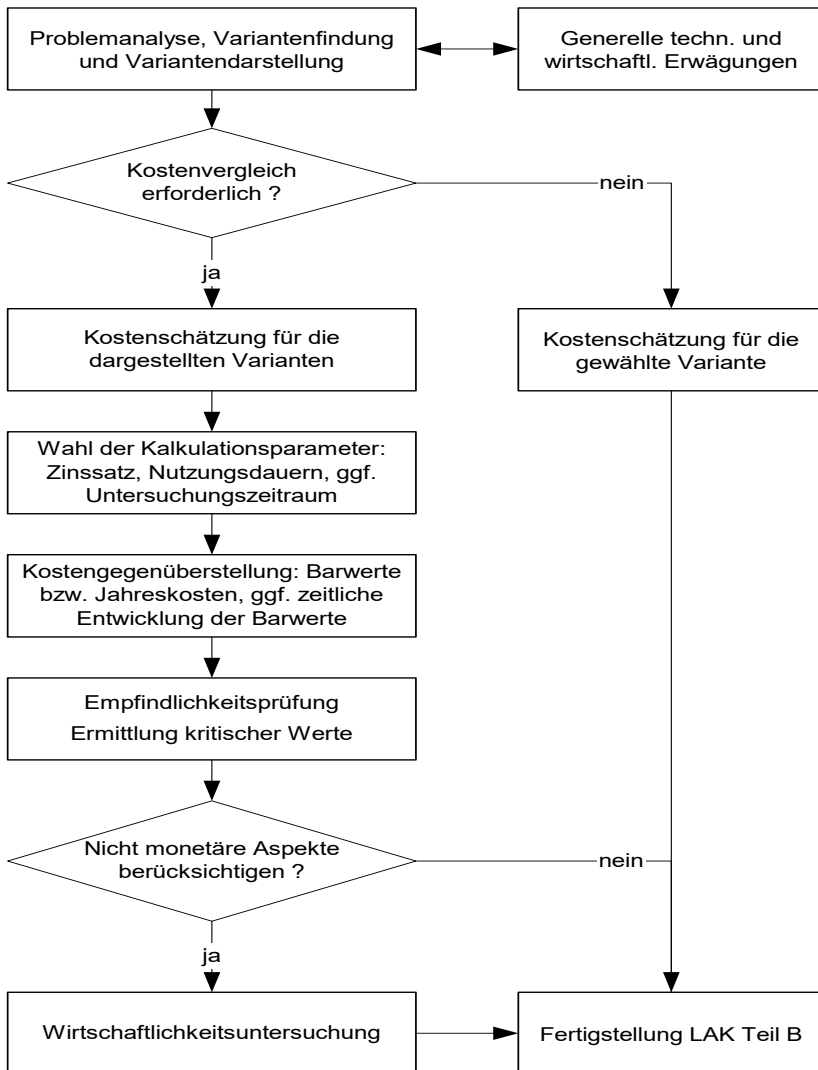 Problemanalyse, Variantenfindung
und Variantendarstellung
Generelle techn. und
wirtschaftl. Erwägungen
Kostenvergleich
erforderlich ?
nein
ja
Kostenschätzung für die
dargestellten Varianten
Kostenschätzung für die
gewählte Variante
Wahl der Kalkulationsparameter:
Zinssatz, Nutzungsdauern, ggf.
Untersuchungszeitraum
Kostengegenüberstellung: Barwerte
bzw. Jahreskosten, ggf. zeitliche
Entwicklung der Barwerte
Empfindlichkeitsprüfung
Ermittlung kritischer Werte
Nicht monetäre Aspekte
berücksichtigen ?
nein
ja
Wirtschaftlichkeitsuntersuchung
Fertigstellung LAK Teil B